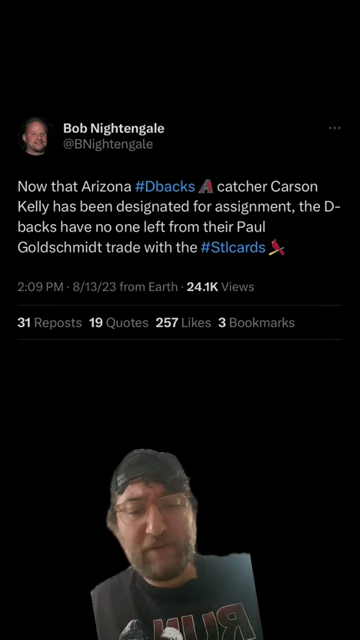 Bob Nightengale
@BNightengale
Now that Arizona #Dbacks catcher Carson
Kelly has been designated for assignment, the D-
backs have no one left from their Paul
Goldschmidt trade with the #Stlcards
2:09 PM · 8/13/23 from Earth · 24.1K Views
31 Reposts 19 Quotes 257 Likes 3 Bookmarks
RUN